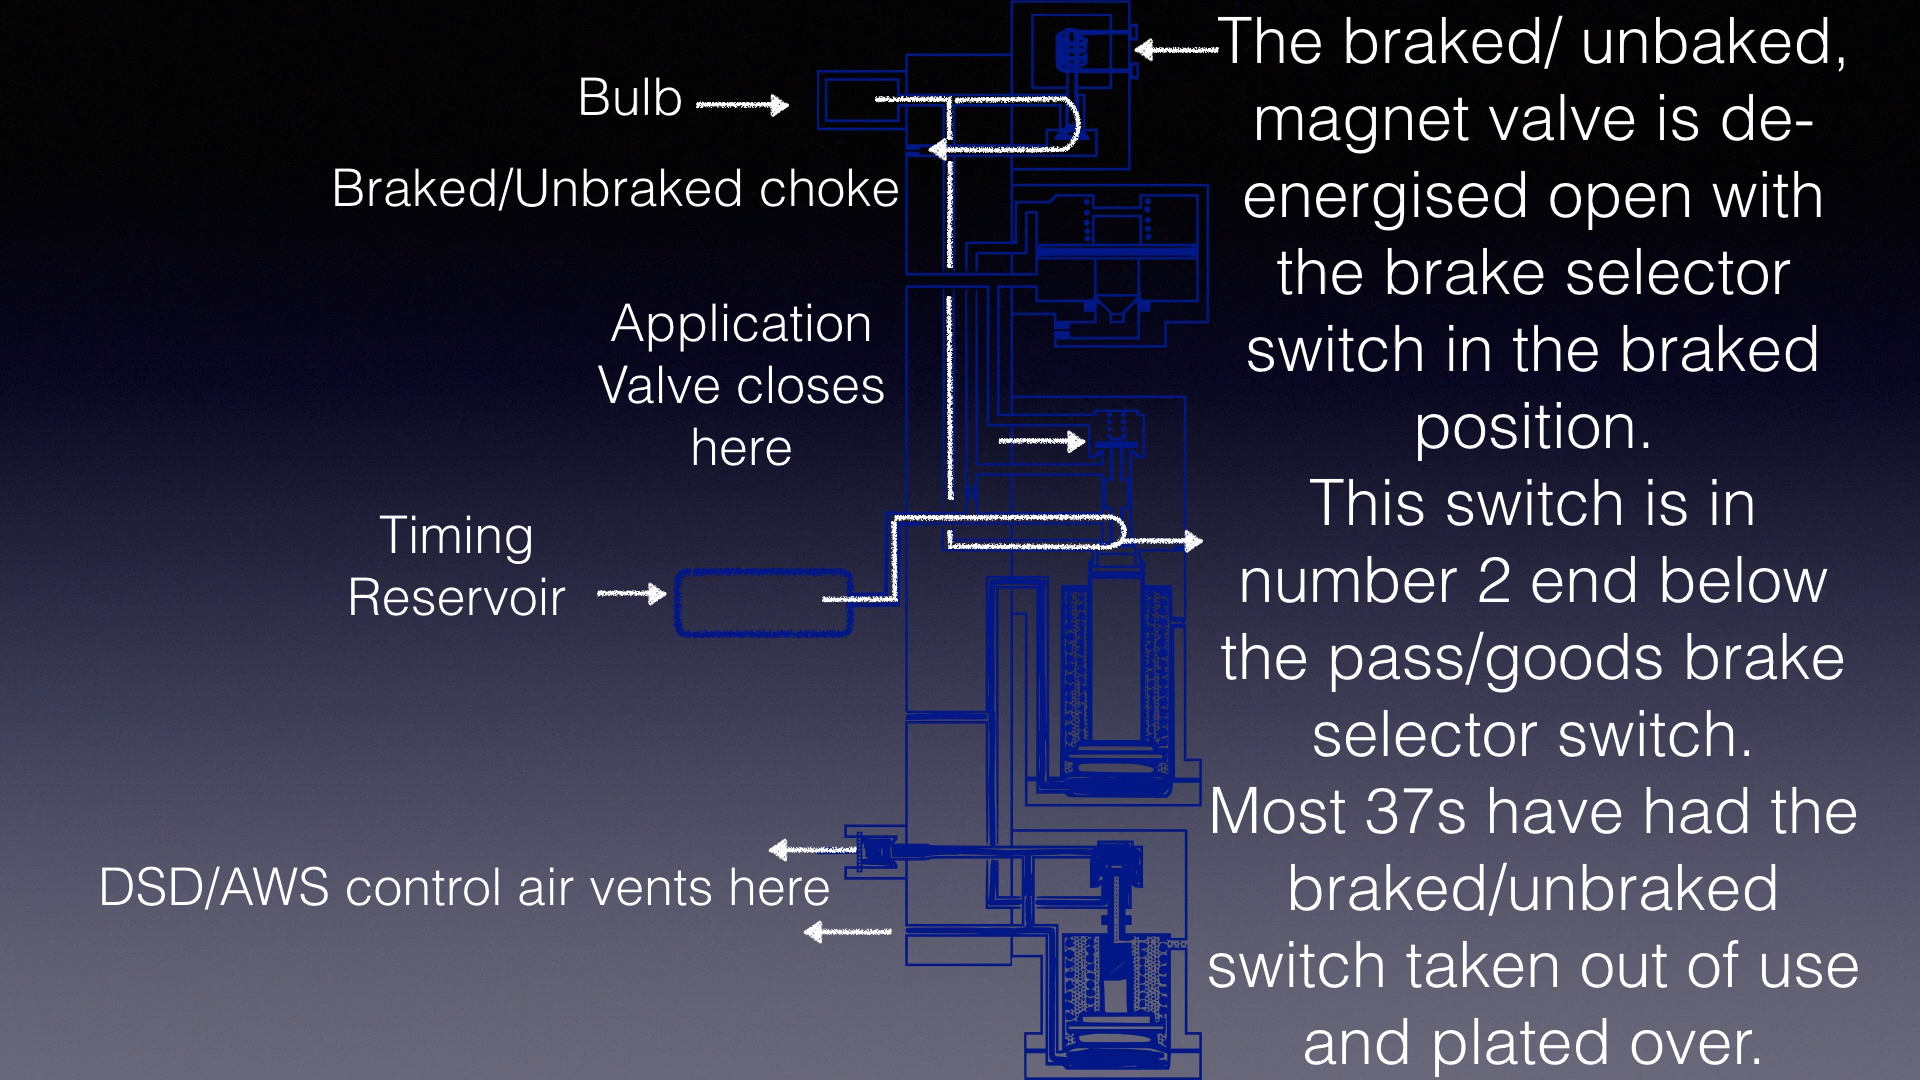 Bulb
Braked/Unbraked choke
Application
Valve closes
here
Timing
Reservoir
DSD/AWS control air vents here
The braked/ unbaked,
magnet valve is de-
energised open with
the brake selector
switch in the braked
position.
This switch is in
number 2 end below
the pass/goods brake
selector switch.
Most 37s have had the
braked/unbraked
switch taken out of use
and plated over.